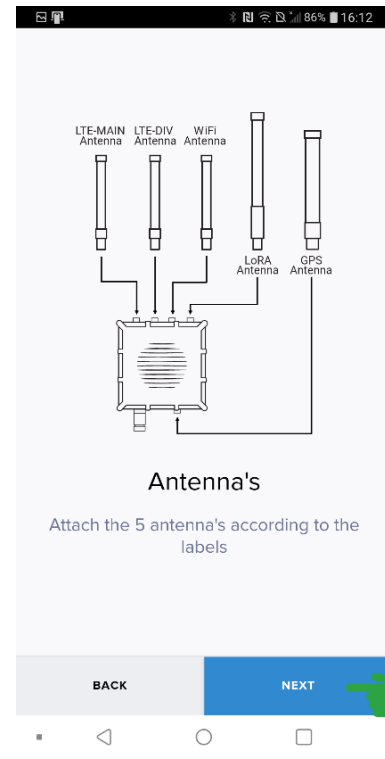 86% 16:12
LTE-MAIN LTE-DIV WiFi
Antenna Antenna Antenna
LoRA GPS
Antenna Antenna
Antenna's
Attach the 5 antenna's according to the
labels
BACK NEXT